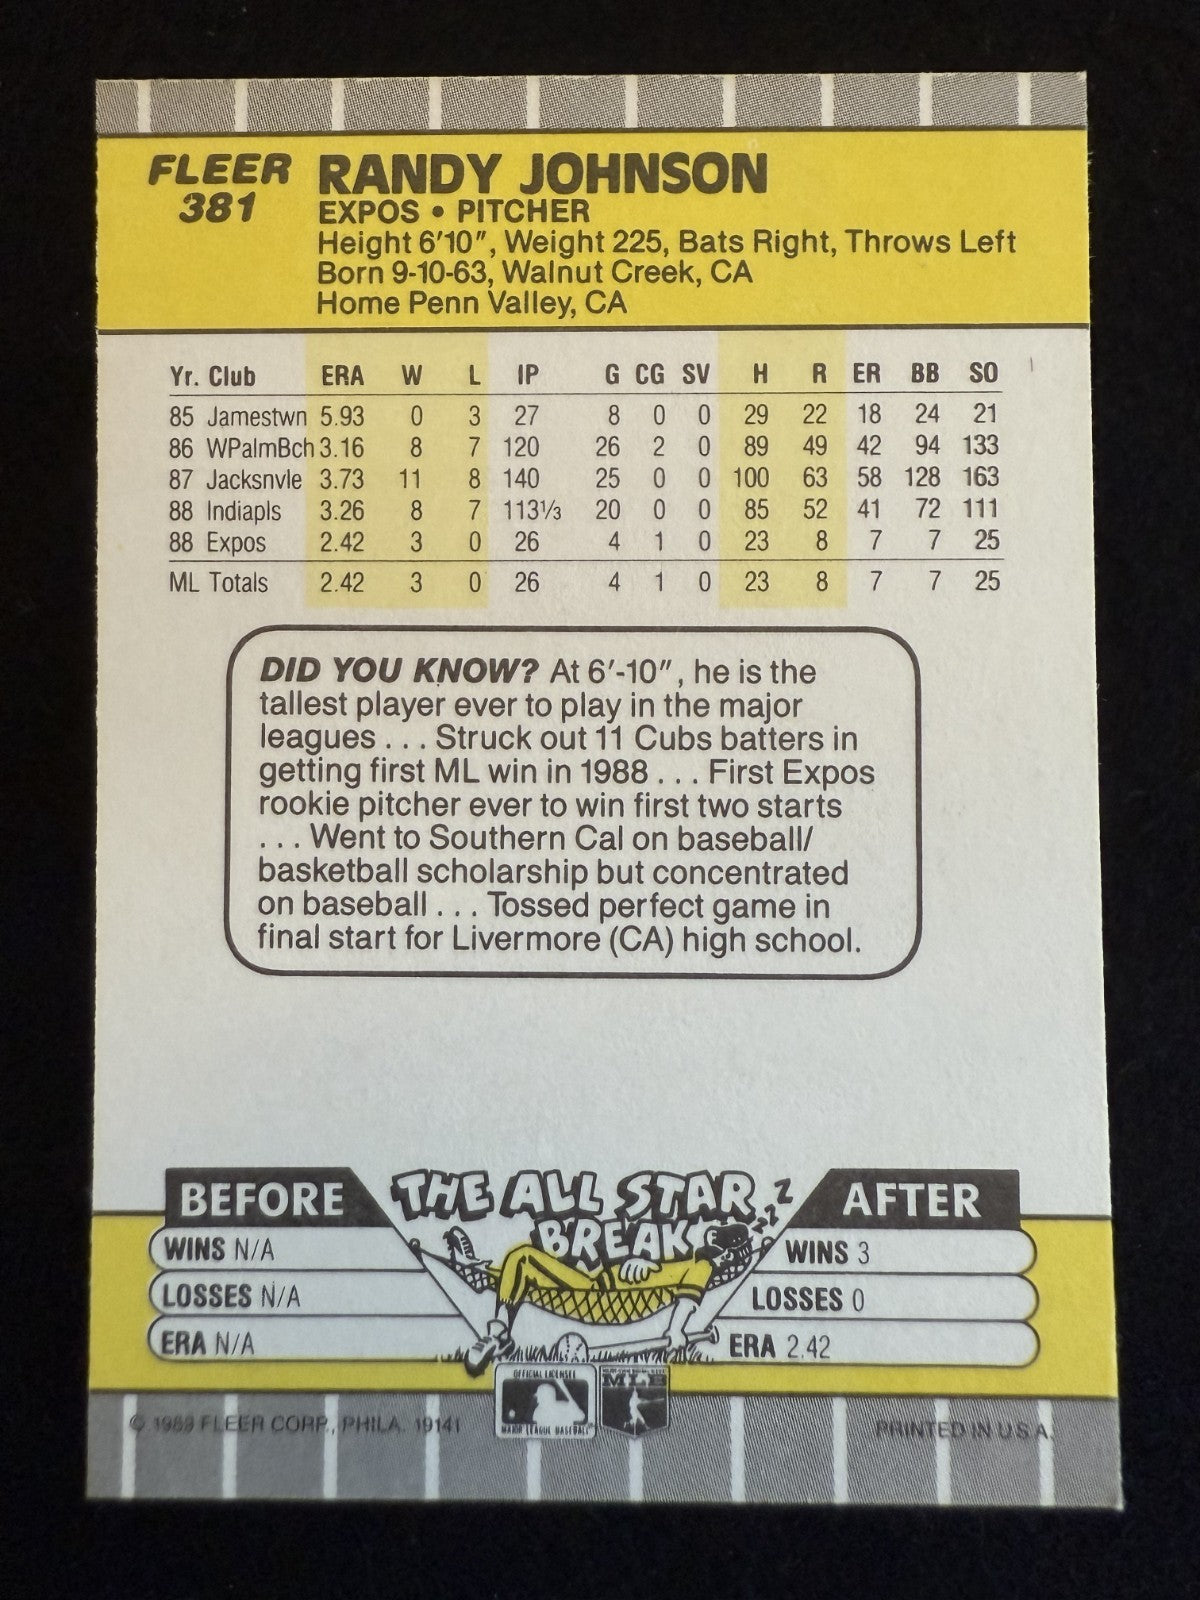 FLEER
381
RANDY JOHNSON
EXPOS • PITCHER
Height 6'10", Weight 225, Bats Right, Throws Left
Born 9-10-63, Walnut Creek, CA
Home Penn Valley, CA
Yr. Club ERA W L IP G CG SV H R ER BB SO
85 Jamestwn 5.93 0 3 27 8 0 0 29 22 18 24 21
86 WPalmBch 3.16 8 7 120 26 2 0 89 49 42 94 133
87 Jacksnvle 3.73 11 8 140 25 0 0 100 63 58 128 163
88 Indiapls 3.26 8 7 113⅓ 20 0 0 85 52 41 72 111
88 Expos 2.42 3 0 26 4 1 0 23 8 7 7 25
ML Totals 2.42 3 0 26 4 1 0 23 8 7 7 25
DID YOU KNOW? At 6'-10", he is the
tallest player ever to play in the major
leagues . . . Struck out 11 Cubs batters in
getting first ML win in 1988 . . . First Expos
rookie pitcher ever to win first two starts
. . . Went to Southern Cal on baseball/
basketball scholarship but concentrated
on baseball . . . Tossed perfect game in
final start for Livermore (CA) high school.
THE ALL STAR
BREAK
Z Z Z
BEFORE
WINS N/A
LOSSES N/A
ERA N/A
AFTER
WINS 3
LOSSES 0
ERA 2.42
OFFICIAL LICENSEE
MAJOR LEAGUE BASEBALL
MLB
© 1989 FLEER CORP., PHILA. 19141
PRINTED IN U.S.A.